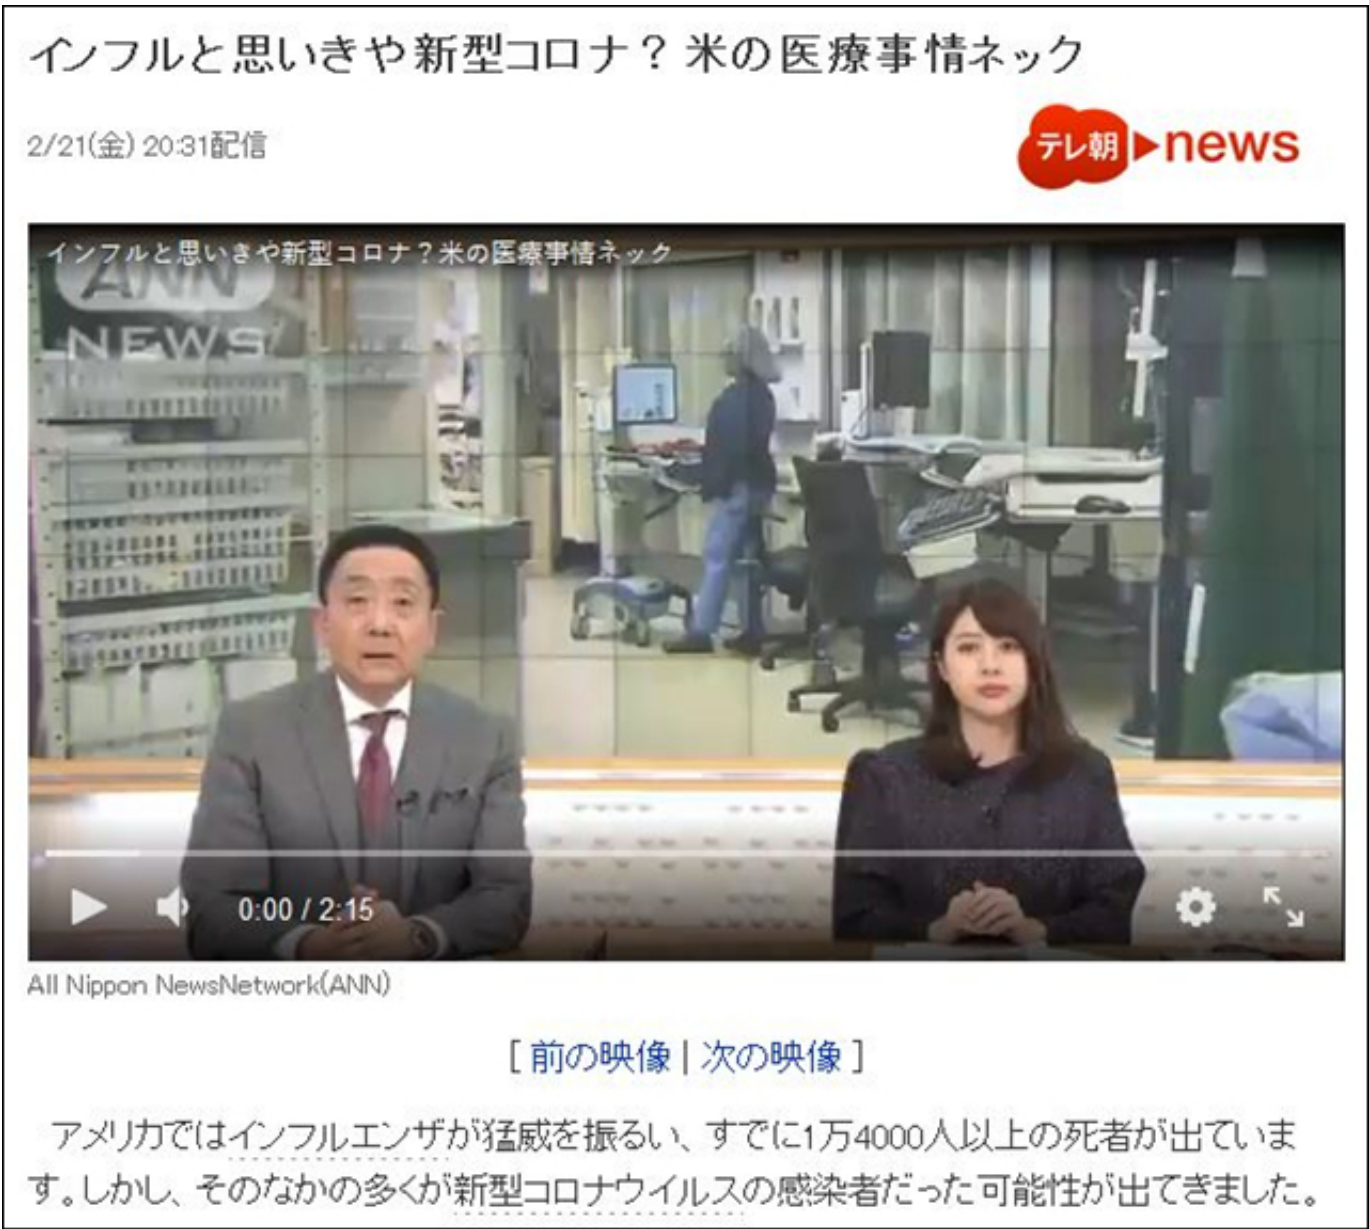 インフルと思いきや新型コロナ？ 米の医療事情ネック
2/21(金) 20:31配信
テレ朝 news
インフルと思いきや新型コロナ？米の医療事情ネック
ANN
NEWS
0:00 / 2:15
All Nippon NewsNetwork(ANN)
[ 前の映像 | 次の映像 ]
アメリカではインフルエンザが猛威を振るい、すでに1万4000人以上の死者が出ていま
す。しかし、そのなかの多くが新型コロナウイルスの感染者だった可能性が出てきました。